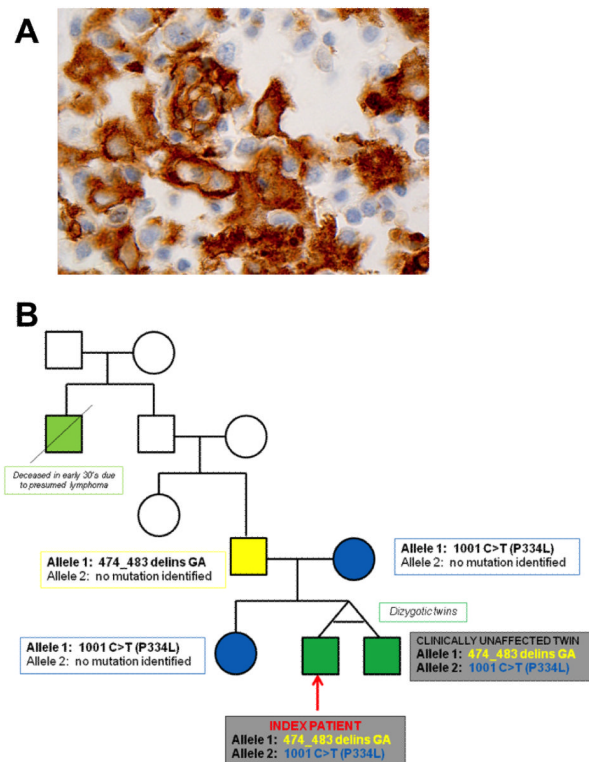 A
B
Deceased in early 30's due
to presumed lymphoma
Allele 1: 474_483 delins GA
Allele 2: no mutation identified
Allele 1: 1001 C>T (P334L)
Allele 2: no mutation identified
Dizygotic twins
Allele 1: 1001 C>T (P334L)
Allele 2: no mutation identified
CLINICALLY UNAFFECTED TWIN
Allele 1: 474_483 delins GA
Allele 2: 1001 C>T (P334L)
INDEX PATIENT
Allele 1: 474_483 delins GA
Allele 2: 1001 C>T (P334L)